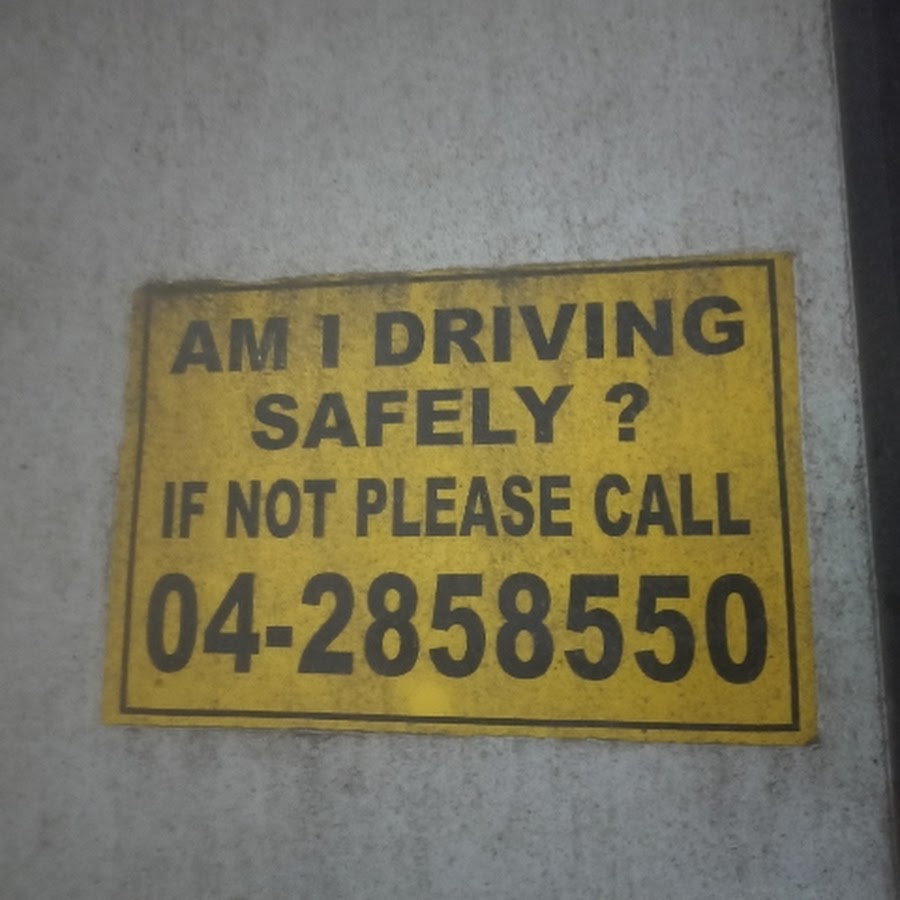 AM I DRIVING
SAFELY ?
IF NOT PLEASE CALL
04-2858550